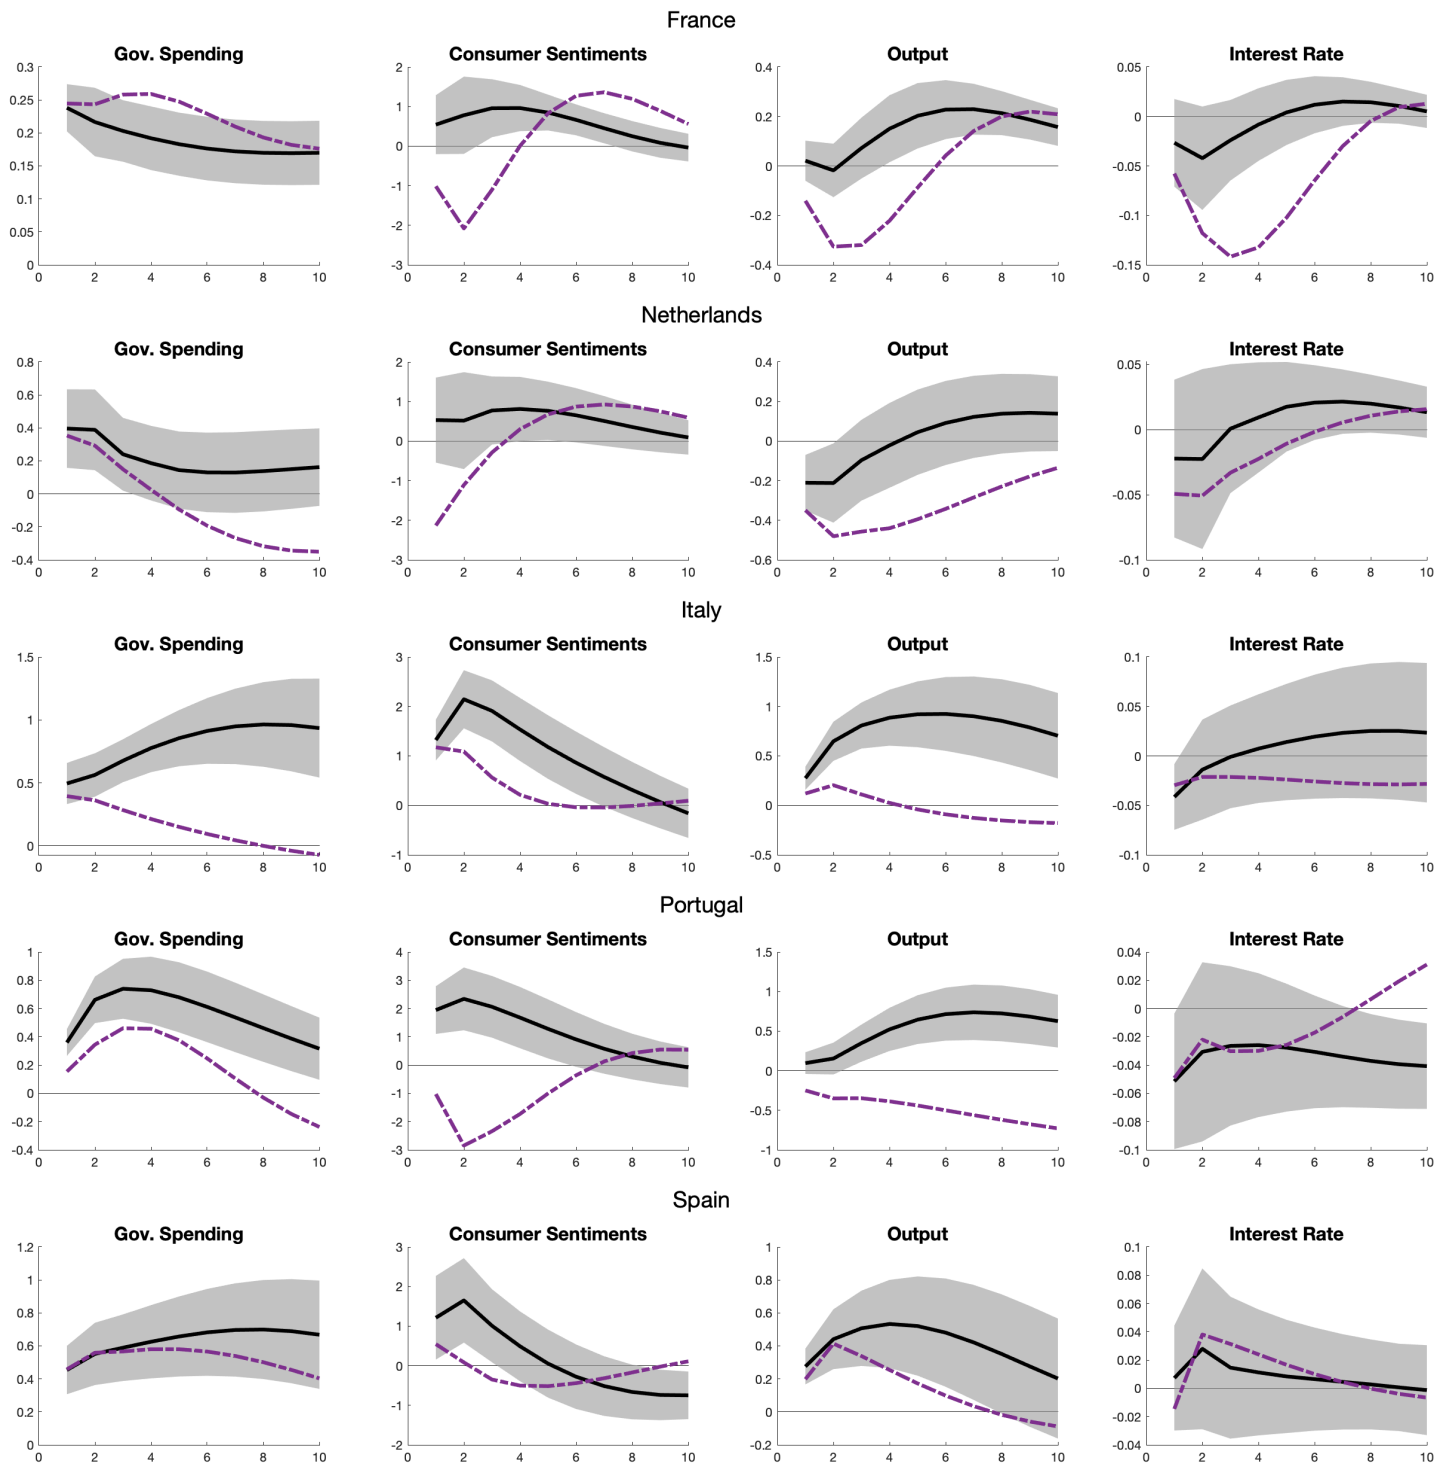 France
Gov. Spending Consumer Sentiments Output Interest Rate
0.3 2 0.4 0.05
0.25 1 0.2 0
0.2 0 0 -0.05
0.15 -1 -0.2 -0.1
0.1 -2 -0.4 -0.15
0.05 -3
0
0 2 4 6 8 10 0 2 4 6 8 10 0 2 4 6 8 10 0 2 4 6 8 10
Netherlands
Gov. Spending Consumer Sentiments Output Interest Rate
0.8 2 0.4 0.05
0.6 1 0.2 0
0.4 0 0 -0.05
0.2 -1 -0.2 -0.1
0 -2 -0.4
-0.2 -3 -0.6
-0.4
0 2 4 6 8 10 0 2 4 6 8 10 0 2 4 6 8 10 0 2 4 6 8 10
Italy
Gov. Spending Consumer Sentiments Output Interest Rate
1.5 3 1.5 0.1
1 2 1 0.05
0.5 1 0.5 0
0 0 0 -0.05
-1 -0.5 -0.1
0 2 4 6 8 10 0 2 4 6 8 10 0 2 4 6 8 10 0 2 4 6 8 10
Portugal
Gov. Spending Consumer Sentiments Output Interest Rate
1 4 1.5 0.04
0.8 3 1 0.02
0.6 2 0.5 0
0.4 1 0 -0.02
0.2 0 -0.5 -0.04
0 -1 -1 -0.06
-0.2 -2 -0.08
-0.4 -3 -0.1
0 2 4 6 8 10 0 2 4 6 8 10 0 2 4 6 8 10 0 2 4 6 8 10
Spain
Gov. Spending Consumer Sentiments Output Interest Rate
1.2 3 1 0.1
1 2 0.8 0.08
0.8 1 0.6 0.06
0.6 0 0.4 0.04
0.4 -1 0.2 0.02
0.2 -2 0 0
0 -0.2 -0.02
-0.04
0 2 4 6 8 10 0 2 4 6 8 10 0 2 4 6 8 10 0 2 4 6 8 10